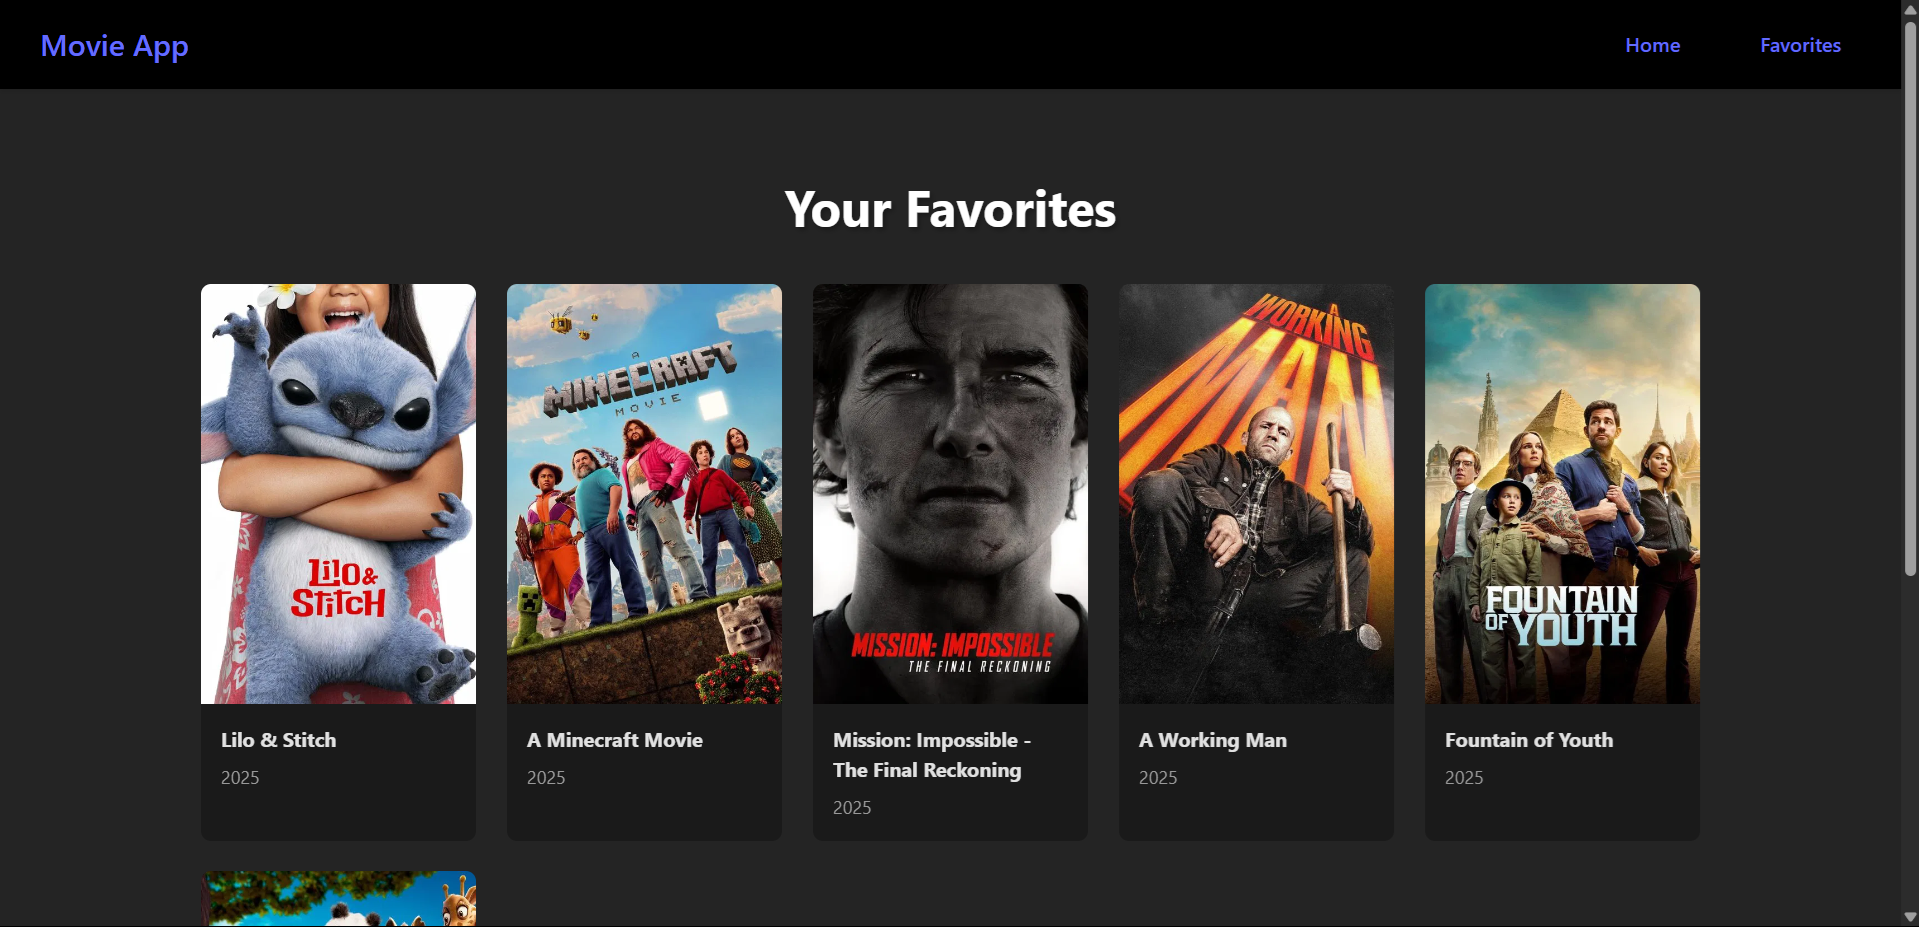 Movie App
Home
Favorites
Your Favorites
LiLO &
STiTCH
A
MINECRAFT
MOVIE
MISSION: IMPOSSIBLE
THE FINAL RECKONING
A
WORKING
MAN
FOUNTAIN
OF YOUTH
Lilo & Stitch
2025
A Minecraft Movie
2025
Mission: Impossible -
The Final Reckoning
2025
A Working Man
2025
Fountain of Youth
2025